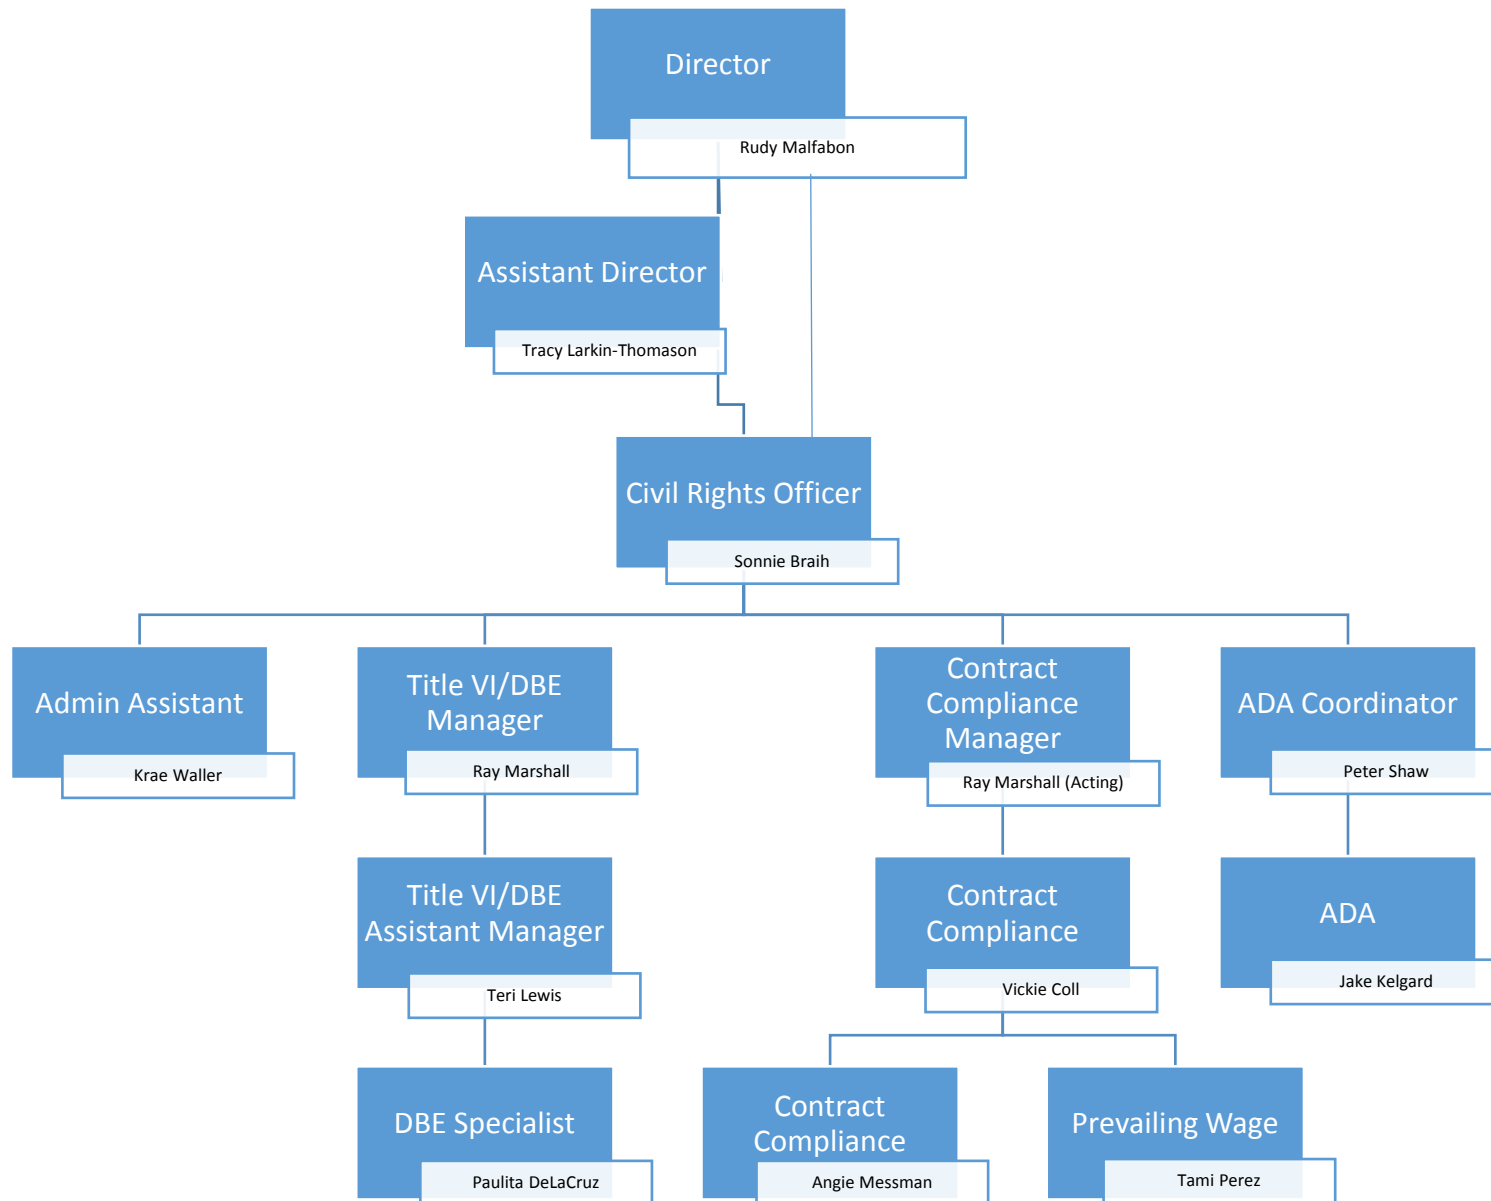 Director
Rudy Malfabon
Assistant Director
Tracy Larkin-Thomason
Civil Rights Officer
Sonnie Braih
Admin Assistant
Krae Waller
Title VI/DBE
Manager
Ray Marshall
Contract
Compliance
Manager
Ray Marshall (Acting)
ADA Coordinator
Peter Shaw
Title VI/DBE
Assistant Manager
Teri Lewis
Contract
Compliance
Vickie Coll
ADA
Jake Kelgard
DBE Specialist
Paulita DeLaCruz
Contract
Compliance
Angie Messman
Prevailing Wage
Tami Perez